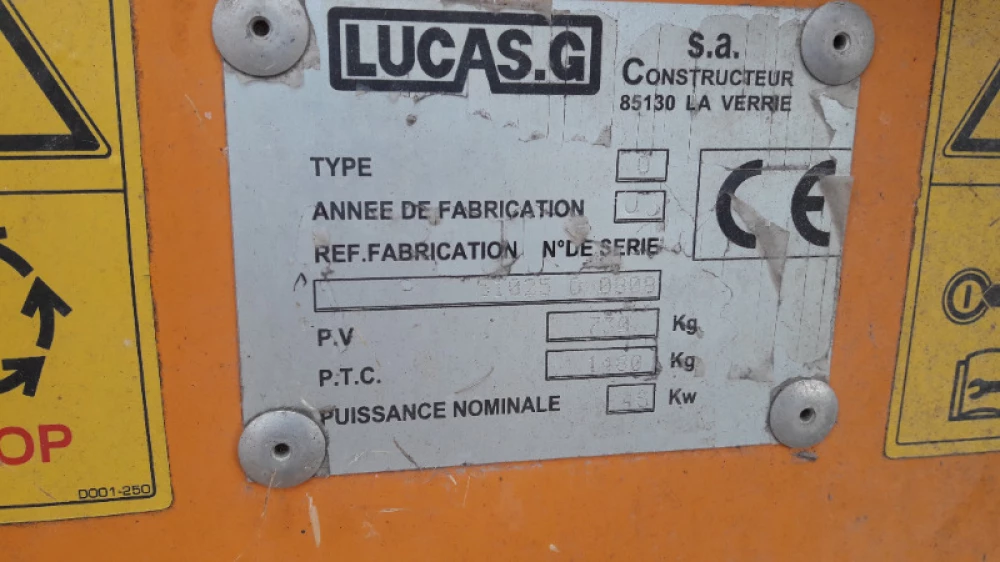 LUCAS.G
s.a.
CONSTRUCTEUR
85130 LA VERRIE
TYPE
ANNEE DE FABRICATION
CE
REF.FABRICATION N°DE SERIE
P.V Kg
P.T.C. Kg
PUISSANCE NOMINALE Kw
OP
D001-250